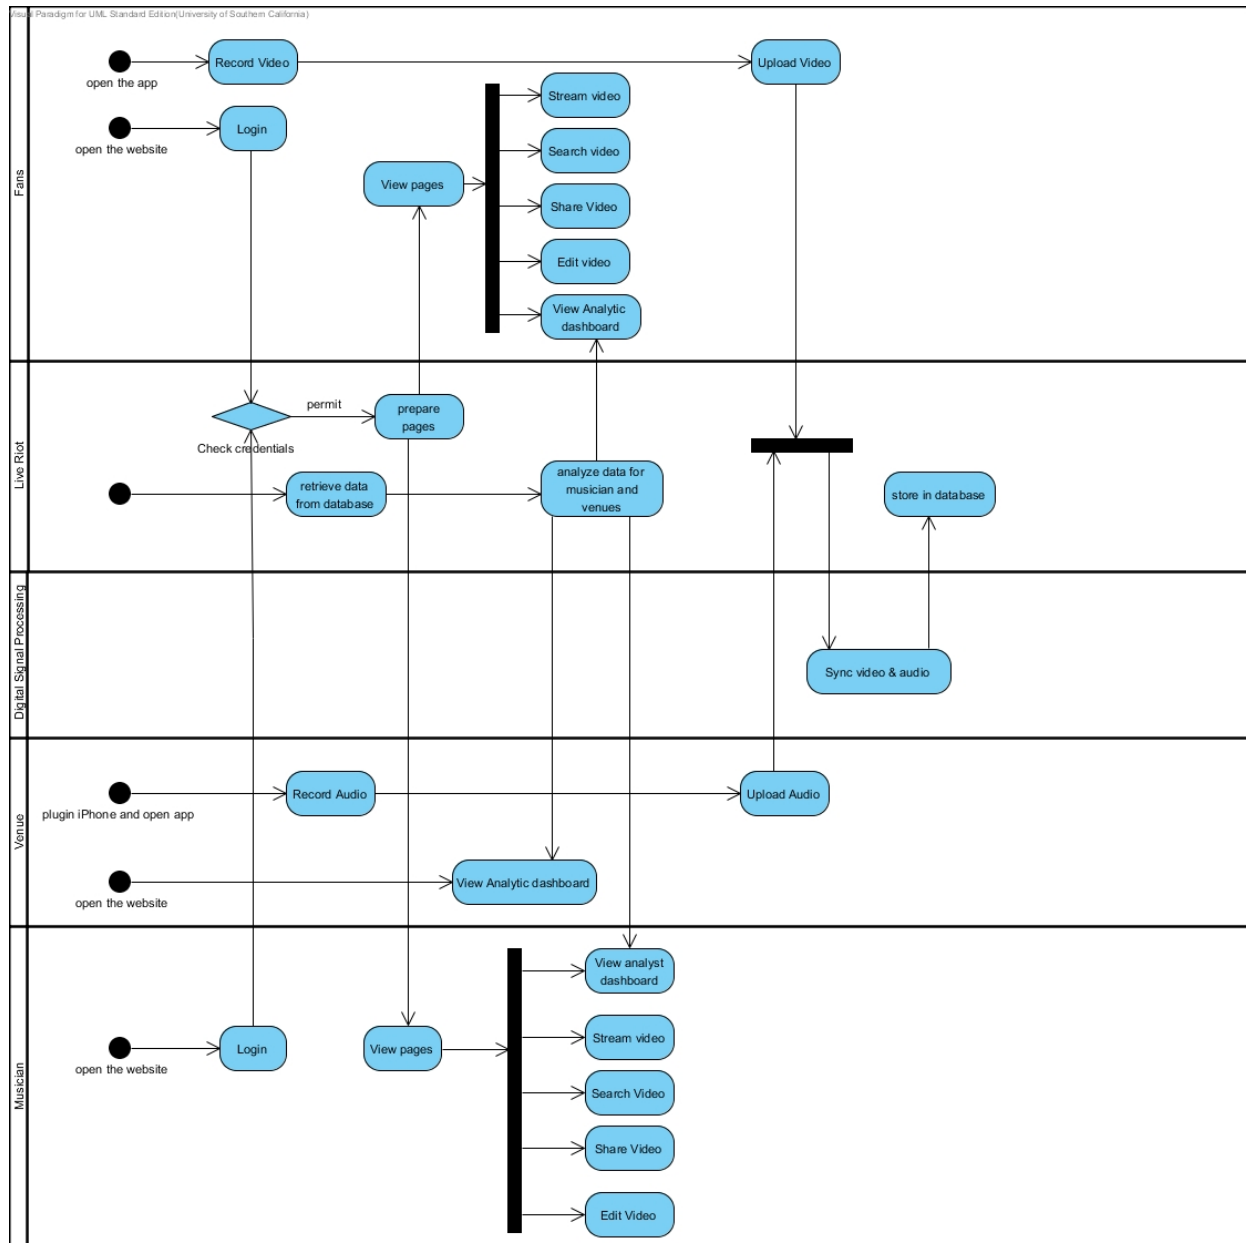 Visual Paradigm for UML Standard Edition(University of Southern California)
Fans
open the app
Record Video
Upload Video
open the website
Login
View pages
Stream video
Search video
Share Video
Edit video
View Analytic
dashboard
Live Riot
Check credentials
permit
prepare
pages
retrieve data
from database
analyze data for
musician and
venues
store in database
Digital Signal Processing
Sync video & audio
Venue
plugin iPhone and open app
Record Audio
Upload Audio
open the website
View Analytic dashboard
Musician
open the website
Login
View pages
View analyst
dashboard
Stream video
Search Video
Share Video
Edit Video